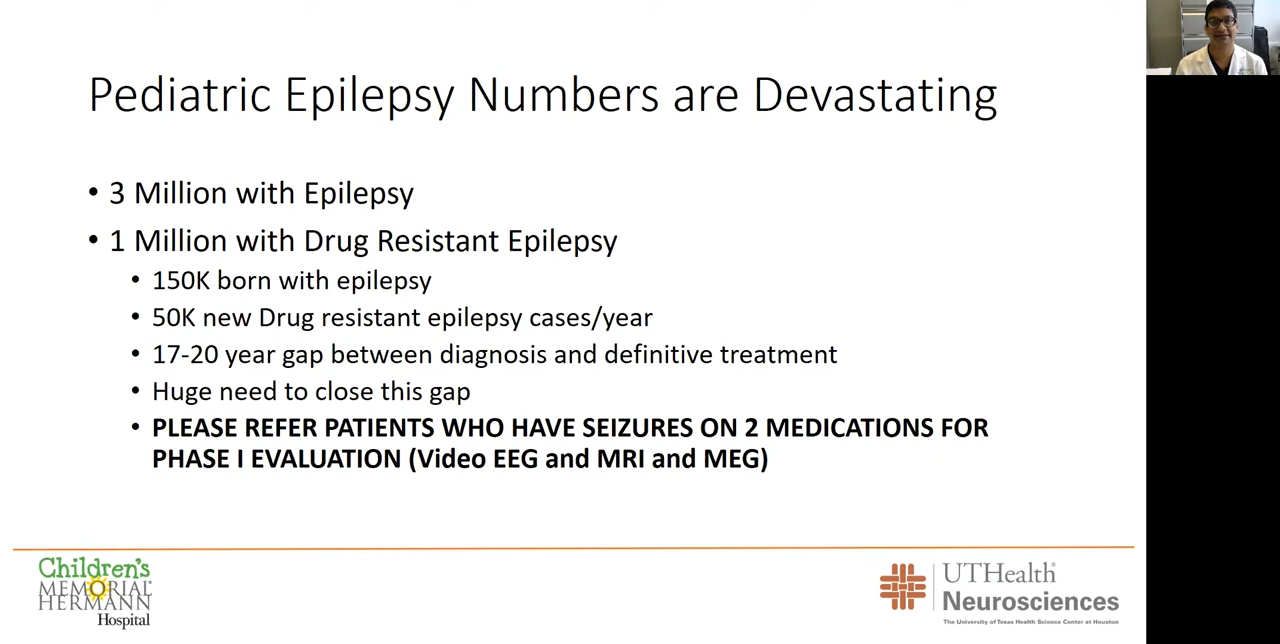 Pediatric Epilepsy Numbers are Devastating
• 3 Million with Epilepsy
• 1 Million with Drug Resistant Epilepsy
• 150K born with epilepsy
• 50K new Drug resistant epilepsy cases/year
• 17-20 year gap between diagnosis and definitive treatment
• Huge need to close this gap
• PLEASE REFER PATIENTS WHO HAVE SEIZURES ON 2 MEDICATIONS FOR
PHASE I EVALUATION (Video EEG and MRI and MEG)
Children's
MEMORIAL®
HERMANN
Hospital
UTHealth®
Neurosciences
The University of Texas Health Science Center at Houston